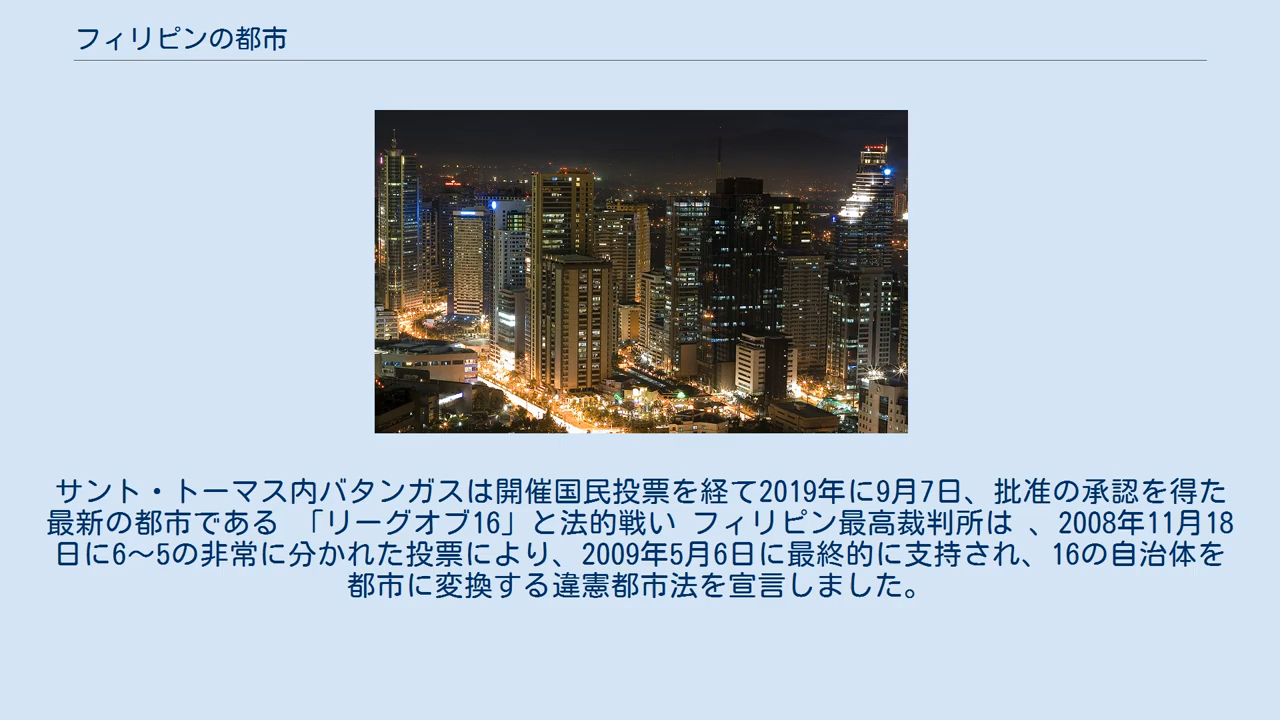 フィリピンの都市
サント・トーマス内バタンガスは開催国民投票を経て2019年に9月7日、批准の承認を得た
最新の都市である 「リーグオブ16」と法的戦い フィリピン最高裁判所は 、2008年11月18
日に6〜5の非常に分かれた投票により、2009年5月6日に最終的に支持され、16の自治体を
都市に変換する違憲都市法を宣言しました。